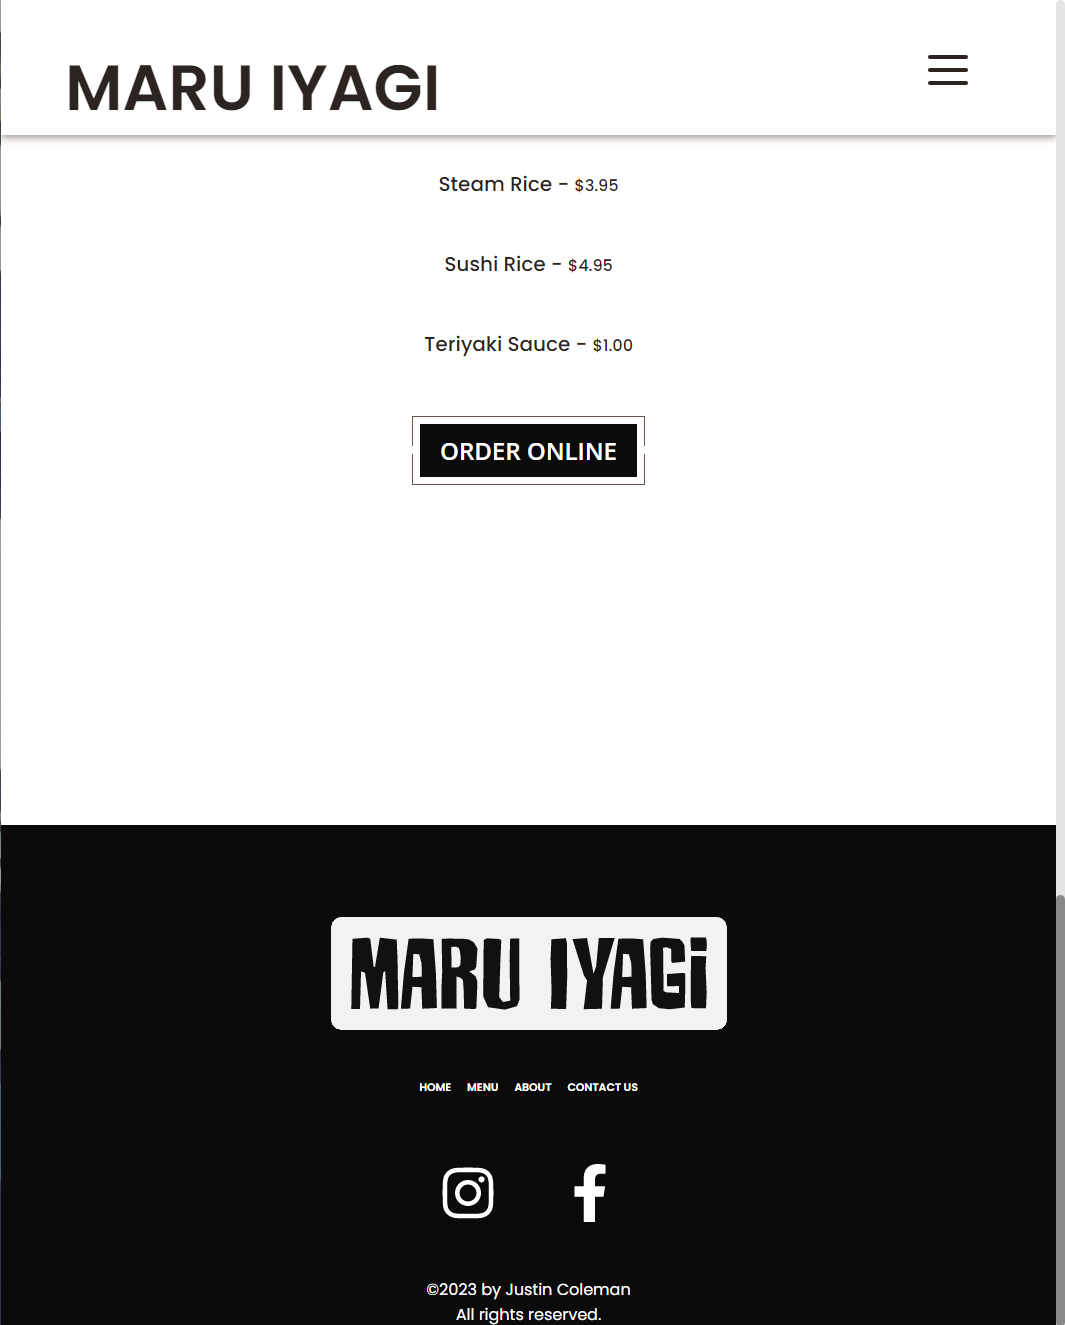 MARU IYAGI
Steam Rice - $3.95
Sushi Rice - $4.95
Teriyaki Sauce - $1.00
ORDER ONLINE
MARU IYAGi
HOME MENU ABOUT CONTACT US
©2023 by Justin Coleman
All rights reserved.